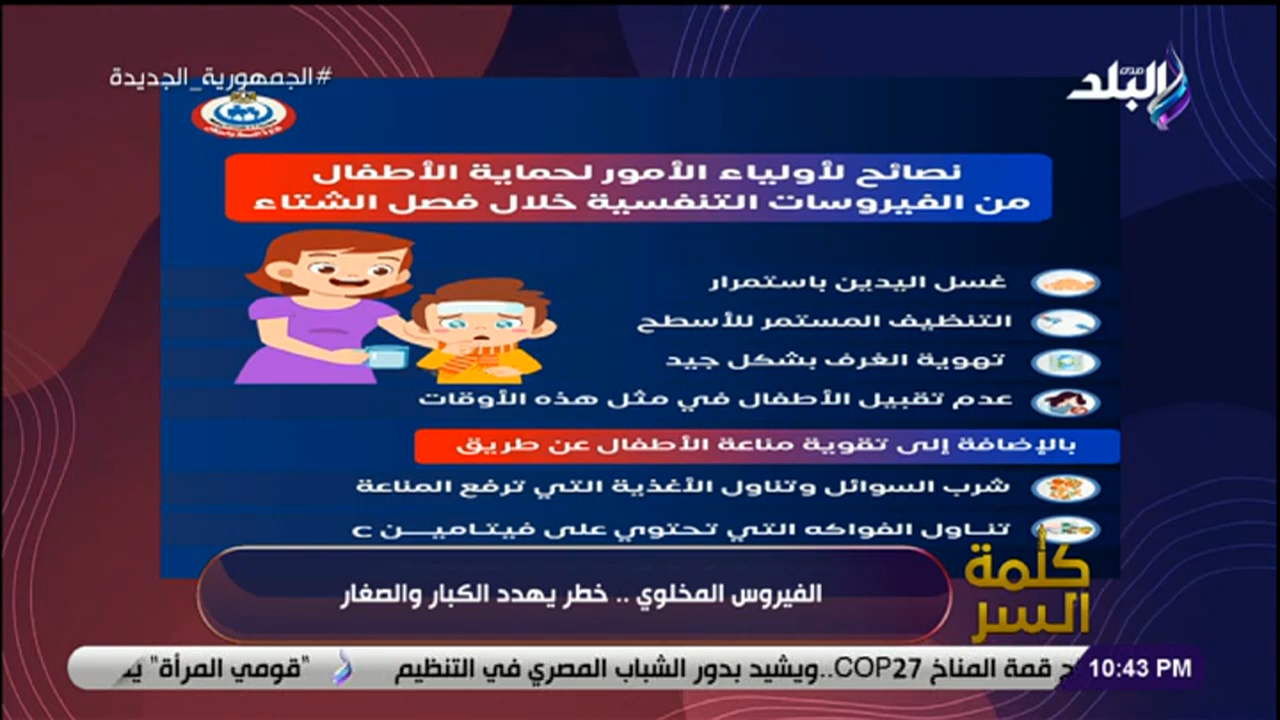 #الجمهورية_الجديدة
صدى البلد
نصائح لأولياء الأمور لحماية الأطفال
من الفيروسات التنفسية خلال فصل الشتاء
غسل اليدين باستمرار
التنظيف المستمر للأسطح
تهوية الغرف بشكل جيد
عدم تقبيل الأطفال في مثل هذه الأوقات
بالإضافة إلى تقوية مناعة الأطفال عن طريق
شرب السوائل وتناول الأغذية التي ترفع المناعة
تناول الفواكه التي تحتوي على فيتاميــن c
كلمة
السر
الفيروس المخلوي .. خطر يهدد الكبار والصغار
10:43 PM
قمة المناخ COP27..ويشيد بدور الشباب المصري في التنظيم
"قومي المرأة"